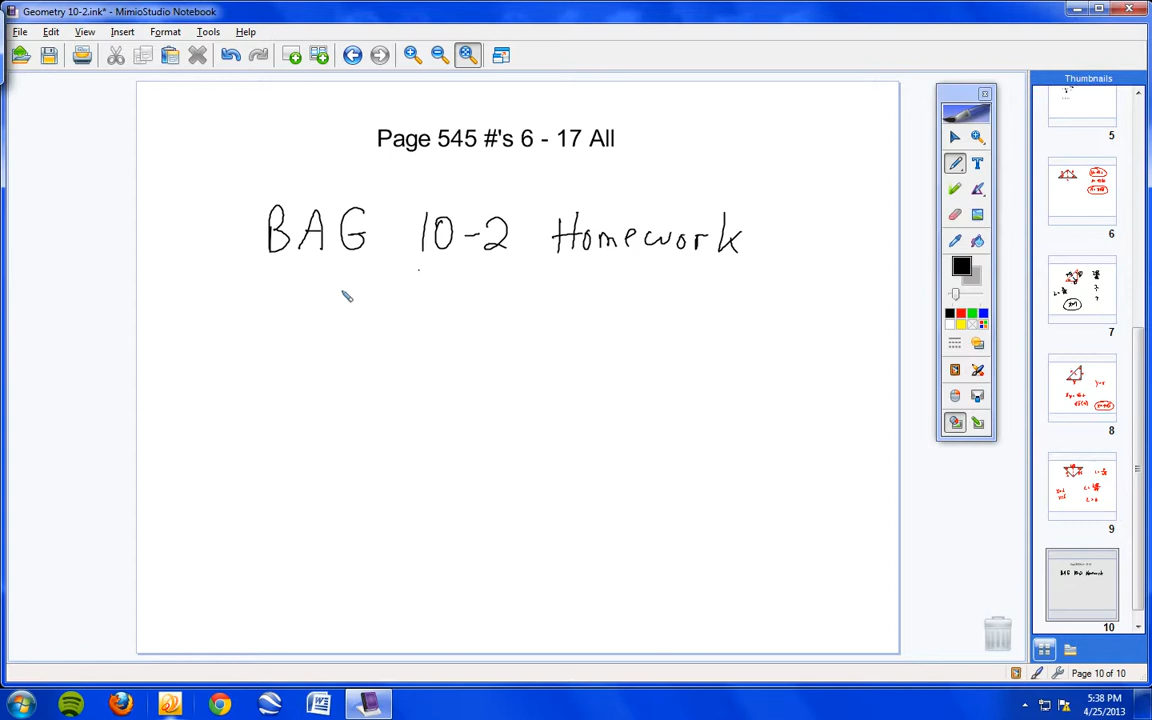 Geometry 10-2.ink* - MimioStudio Notebook
File Edit View Insert Format Tools Help
Thumbnails
Page 545 #'s 6 - 17 All
BAG 10-2 Homework
T
5
6
7
8
9
10
Page 10 of 10
W
5:38 PM
4/25/2013